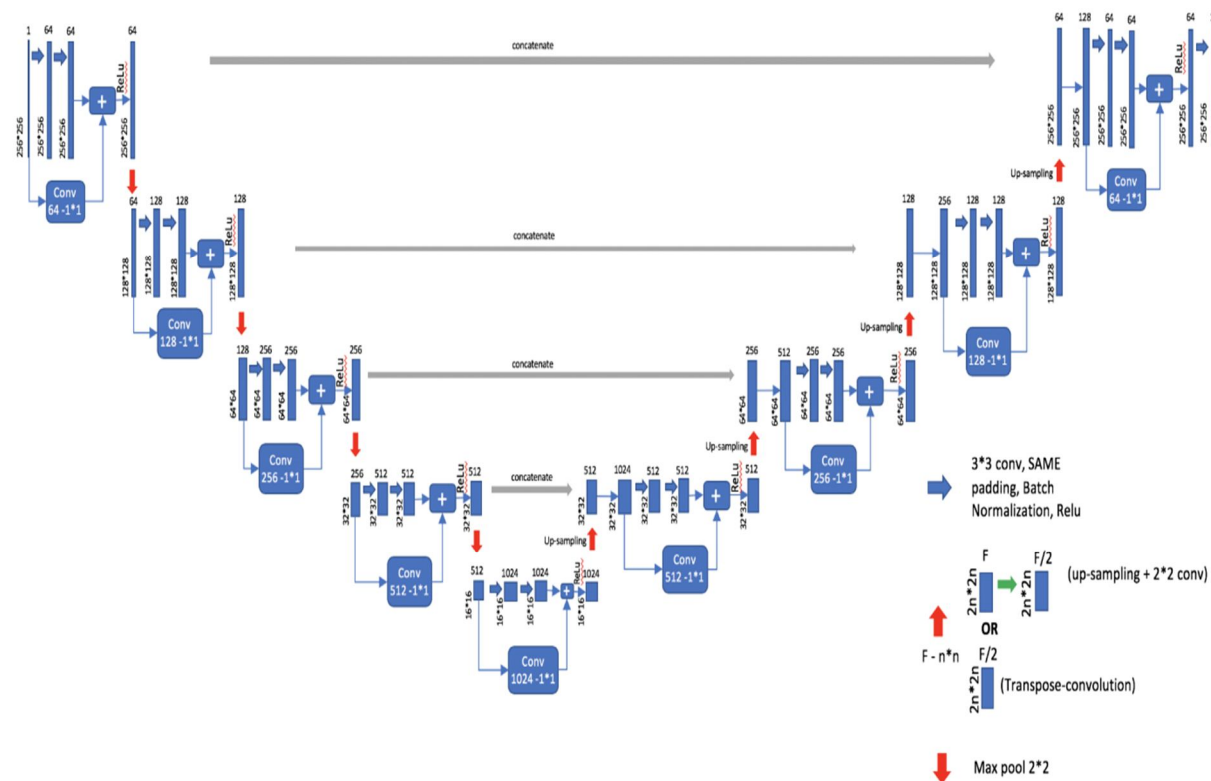 1
64
64
64
256*256
256*256
256*256
256*256
+
ReLu
Conv
64 -1*1
concatenate
64
128
128
128
128*128
128*128
128*128
128*128
+
ReLu
Conv
128 -1*1
concatenate
128
256
256
256
64*64
64*64
64*64
64*64
+
ReLu
Conv
256 -1*1
concatenate
256
512
512
512
32*32
32*32
32*32
32*32
+
ReLu
Conv
512 -1*1
concatenate
512
1024
1024
1024
16*16
16*16
16*16
16*16
+
ReLu
Conv
1024 -1*1
Up-sampling
512
1024
512
512
512
32*32
32*32
32*32
32*32
32*32
+
ReLu
Conv
512 -1*1
Up-sampling
256
512
256
256
256
64*64
64*64
64*64
64*64
64*64
+
ReLu
Conv
256 -1*1
Up-sampling
128
256
128
128
128
128*128
128*128
128*128
128*128
128*128
+
ReLu
Conv
128 -1*1
Up-sampling
64
128
64
64
64
256*256
256*256
256*256
256*256
256*256
256*256
+
ReLu
Conv
64 -1*1
3*3 conv, SAME
padding, Batch
Normalization, Relu
F
F/2
2n*2n
2n*2n
(up-sampling + 2*2 conv)
OR
F - n*n
F/2
2n*2n
(Transpose-convolution)
Max pool 2*2